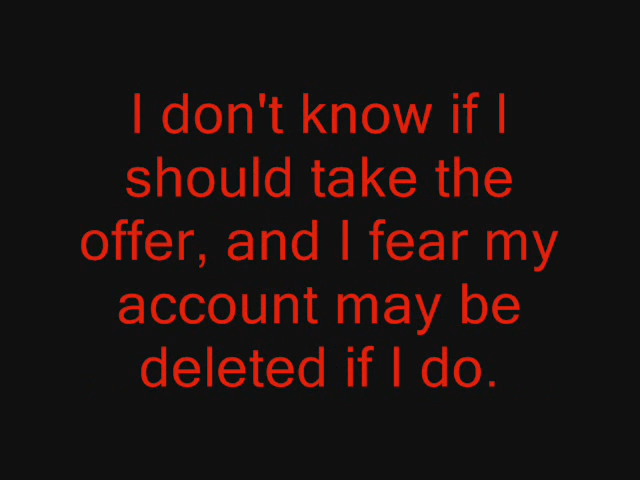 I don't know if I
should take the
offer, and I fear my
account may be
deleted if I do.